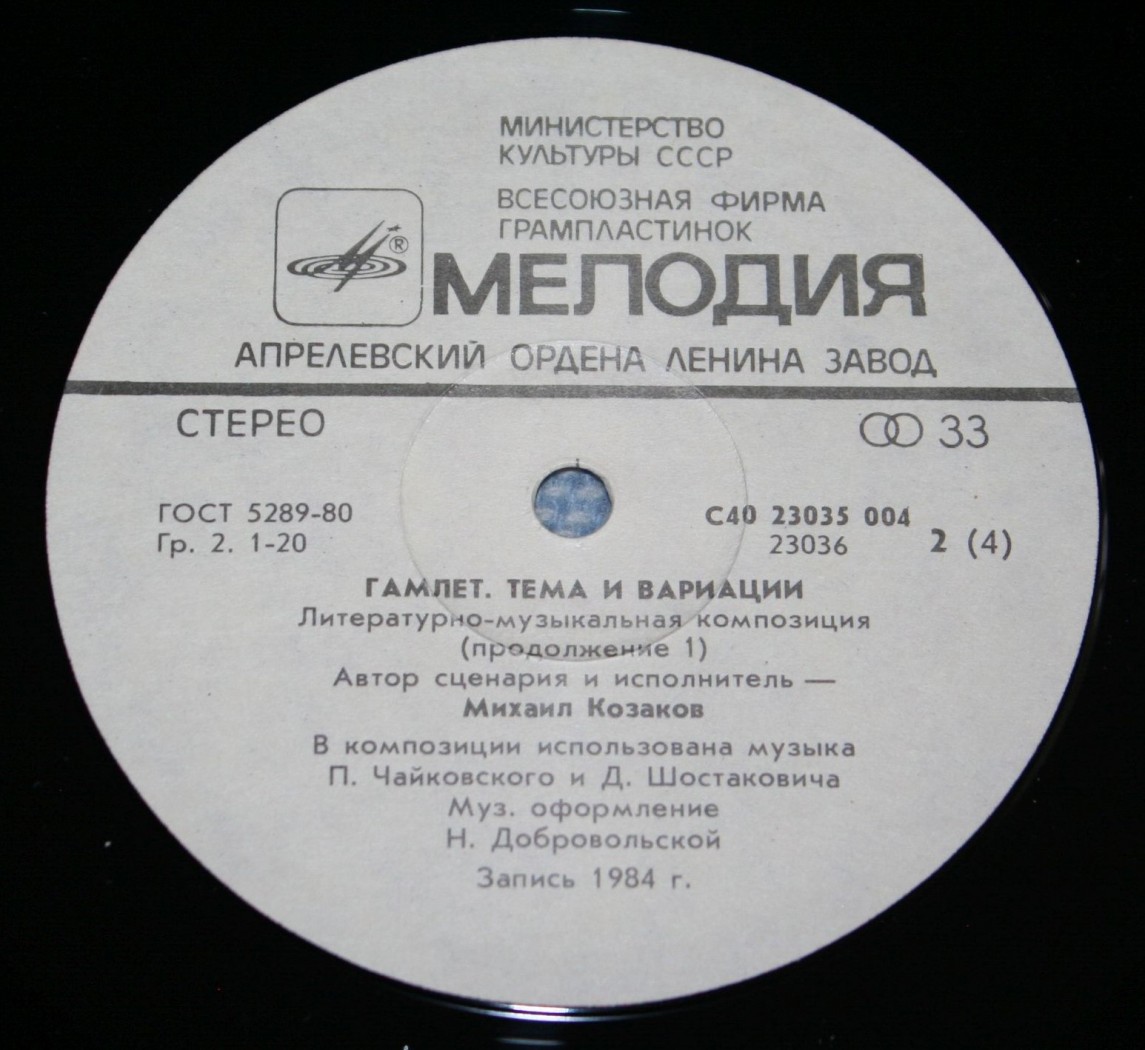 МИНИСТЕРСТВО
КУЛЬТУРЫ СССР
ВСЕСОЮЗНАЯ ФИРМА
ГРАМПЛАСТИНОК
®
МЕЛОДИЯ
АПРЕЛЕВСКИЙ ОРДЕНА ЛЕНИНА ЗАВОД
СТЕРЕО
33
ГОСТ 5289-80
Гр. 2. 1-20
С40 23035 004
23036
2 (4)
ГАМЛЕТ. ТЕМА И ВАРИАЦИИ
Литературно-музыкальная композиция
(продолжение 1)
Автор сценария и исполнитель —
Михаил Козаков
В композиции использована музыка
П. Чайковского и Д. Шостаковича
Муз. оформление
Н. Добровольской
Запись 1984 г.